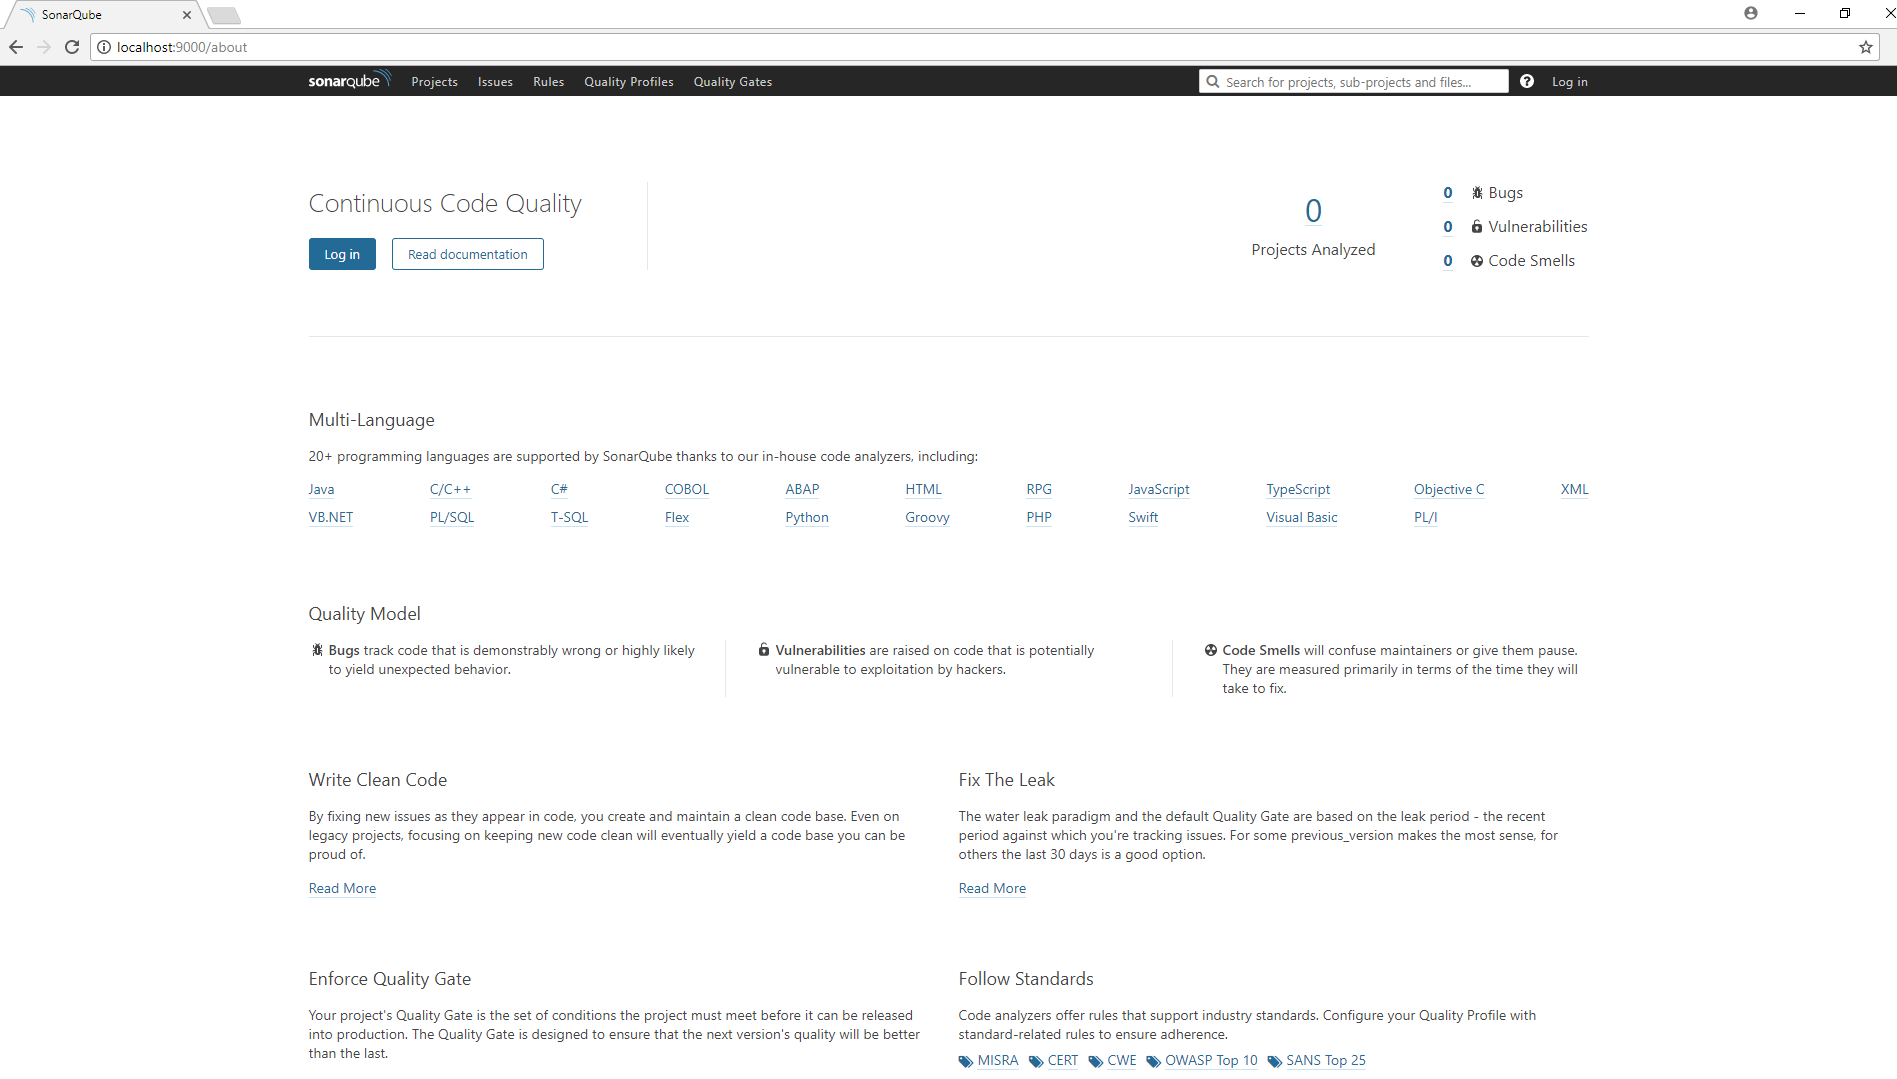 SonarQube
localhost:9000/about
sonarqube Projects Issues Rules Quality Profiles Quality Gates Search for projects, sub-projects and files... Log in
Continuous Code Quality
Log in Read documentation
0
Projects Analyzed
0 Bugs
0 Vulnerabilities
0 Code Smells
Multi-Language
20+ programming languages are supported by SonarQube thanks to our in-house code analyzers, including:
Java C/C++ C# COBOL ABAP HTML RPG JavaScript TypeScript Objective C XML
VB.NET PL/SQL T-SQL Flex Python Groovy PHP Swift Visual Basic PL/I
Quality Model
Bugs track code that is demonstrably wrong or highly likely
to yield unexpected behavior.
Vulnerabilities are raised on code that is potentially
vulnerable to exploitation by hackers.
Code Smells will confuse maintainers or give them pause.
They are measured primarily in terms of the time they will
take to fix.
Write Clean Code
By fixing new issues as they appear in code, you create and maintain a clean code base. Even on
legacy projects, focusing on keeping new code clean will eventually yield a code base you can be
proud of.
Read More
Fix The Leak
The water leak paradigm and the default Quality Gate are based on the leak period - the recent
period against which you're tracking issues. For some previous_version makes the most sense, for
others the last 30 days is a good option.
Read More
Enforce Quality Gate
Your project's Quality Gate is the set of conditions the project must meet before it can be released
into production. The Quality Gate is designed to ensure that the next version's quality will be better
than the last.
Follow Standards
Code analyzers offer rules that support industry standards. Configure your Quality Profile with
standard-related rules to ensure adherence.
MISRA CERT CWE OWASP Top 10 SANS Top 25